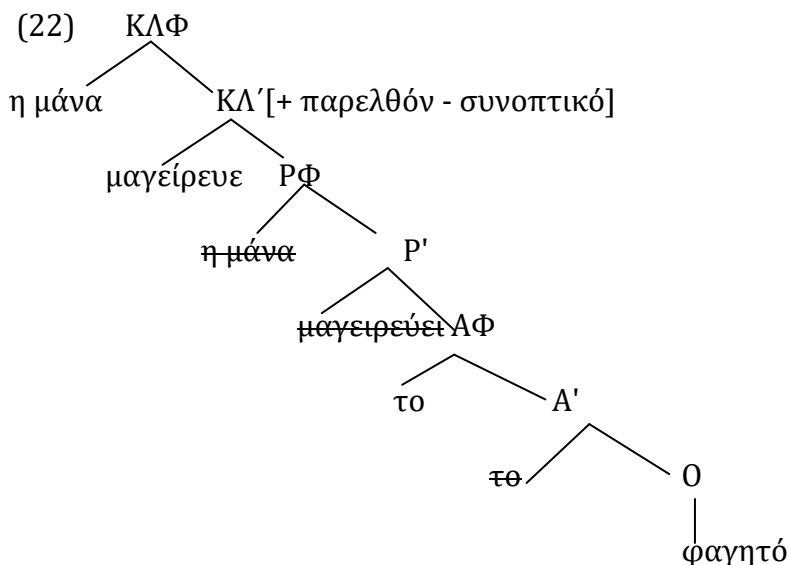 (22) ΚΛΦ
η μάνα ΚΛ΄[+ παρελθόν - συνοπτικό]
μαγείρευε ΡΦ
η μάνα Ρ'
μαγειρεύει ΑΦ
το Α'
το Ο
φαγητό